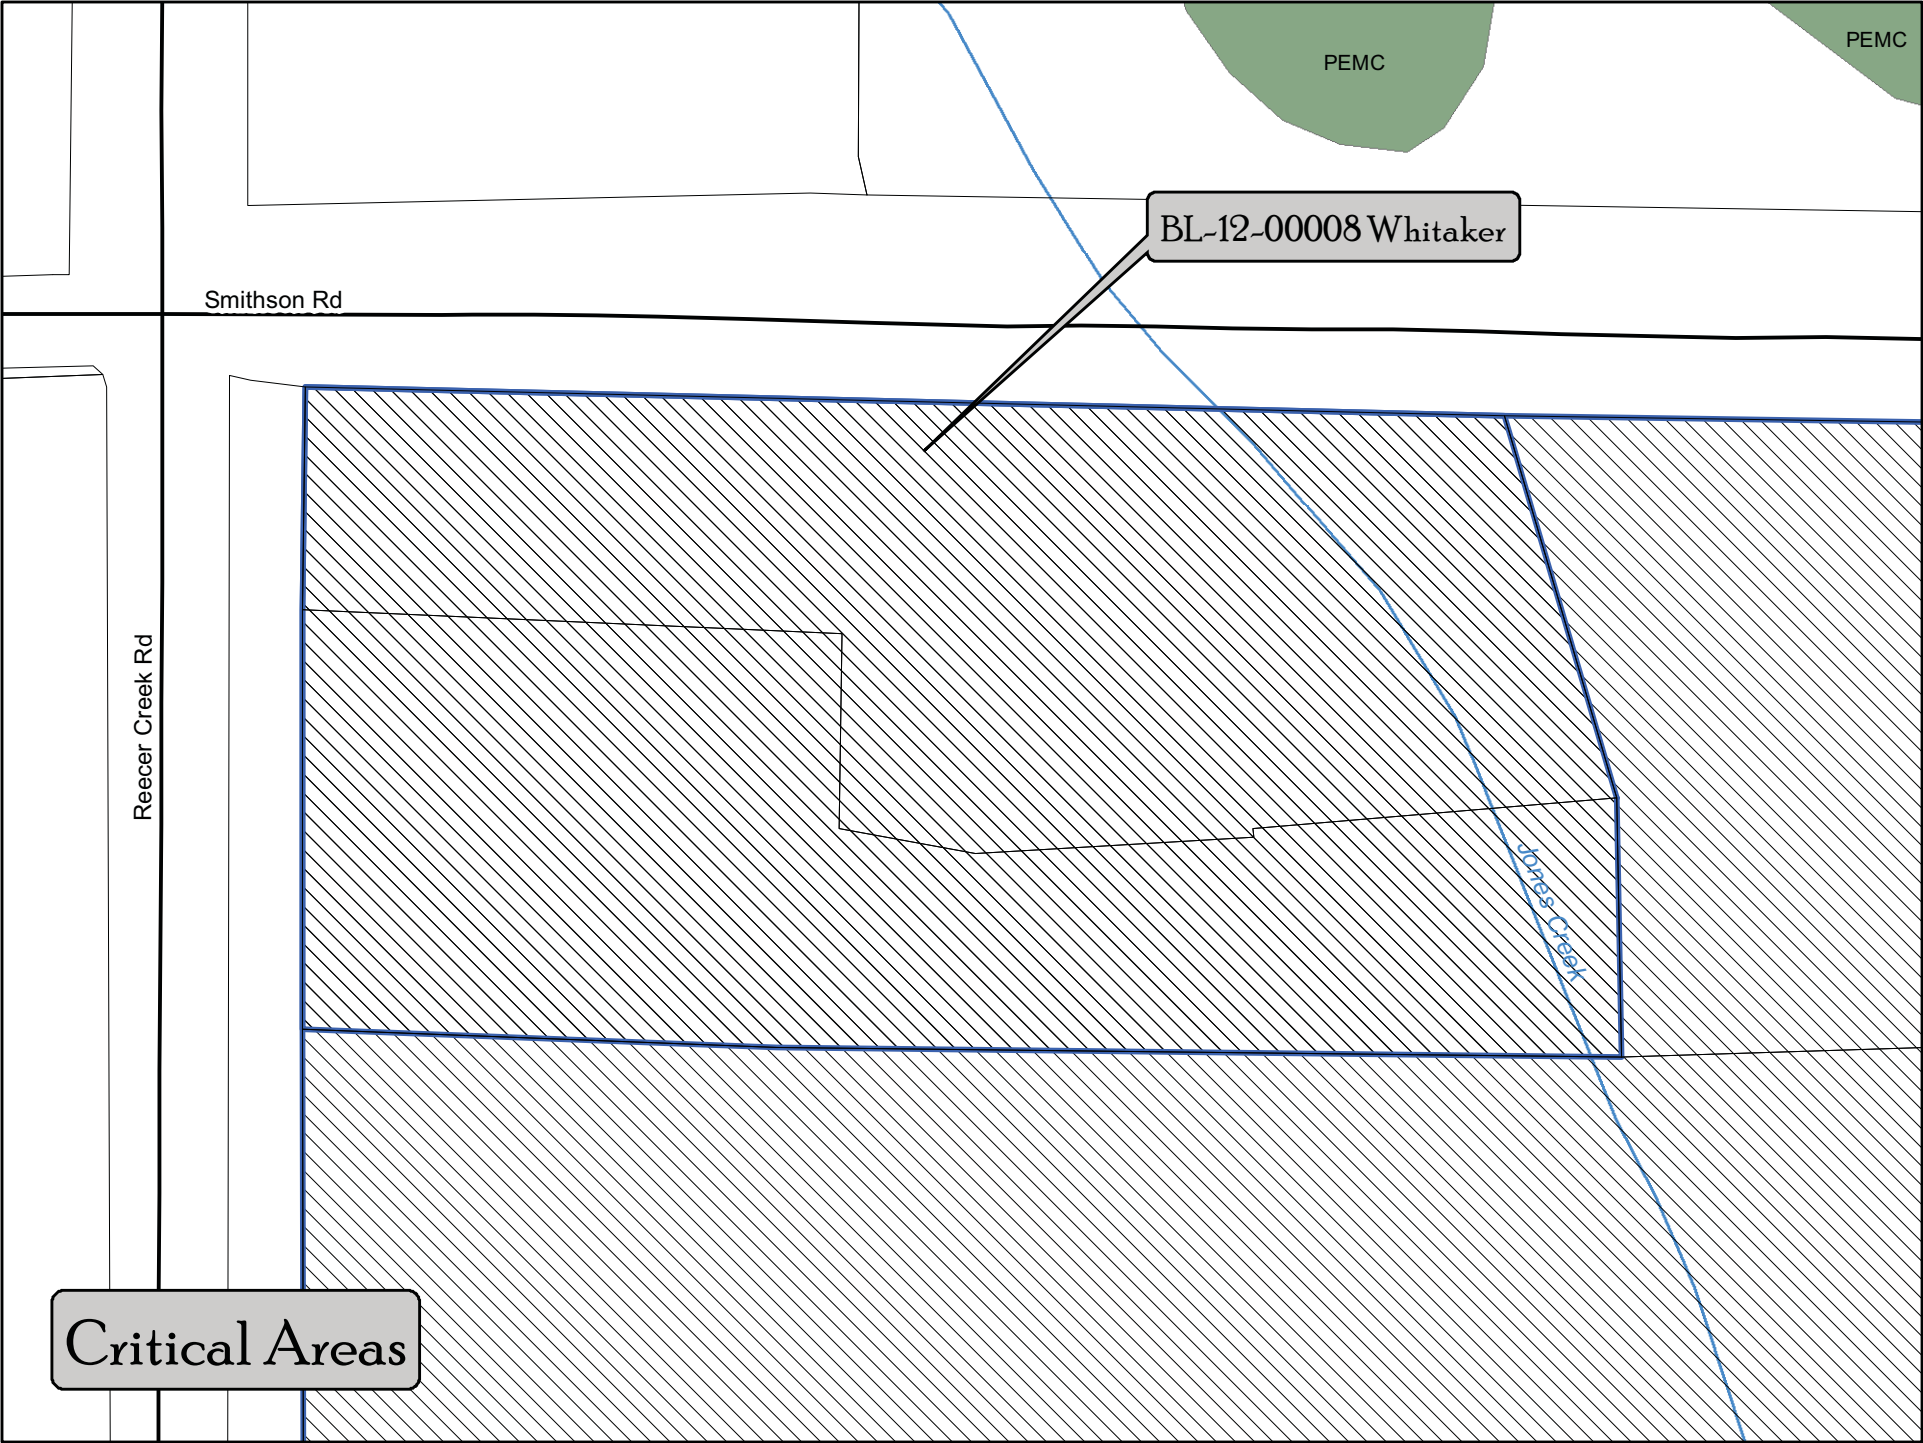 PEMC
PEMC
BL-12-00008 Whitaker
Smithson Rd
Reecer Creek Rd
Jones Creek
Critical Areas